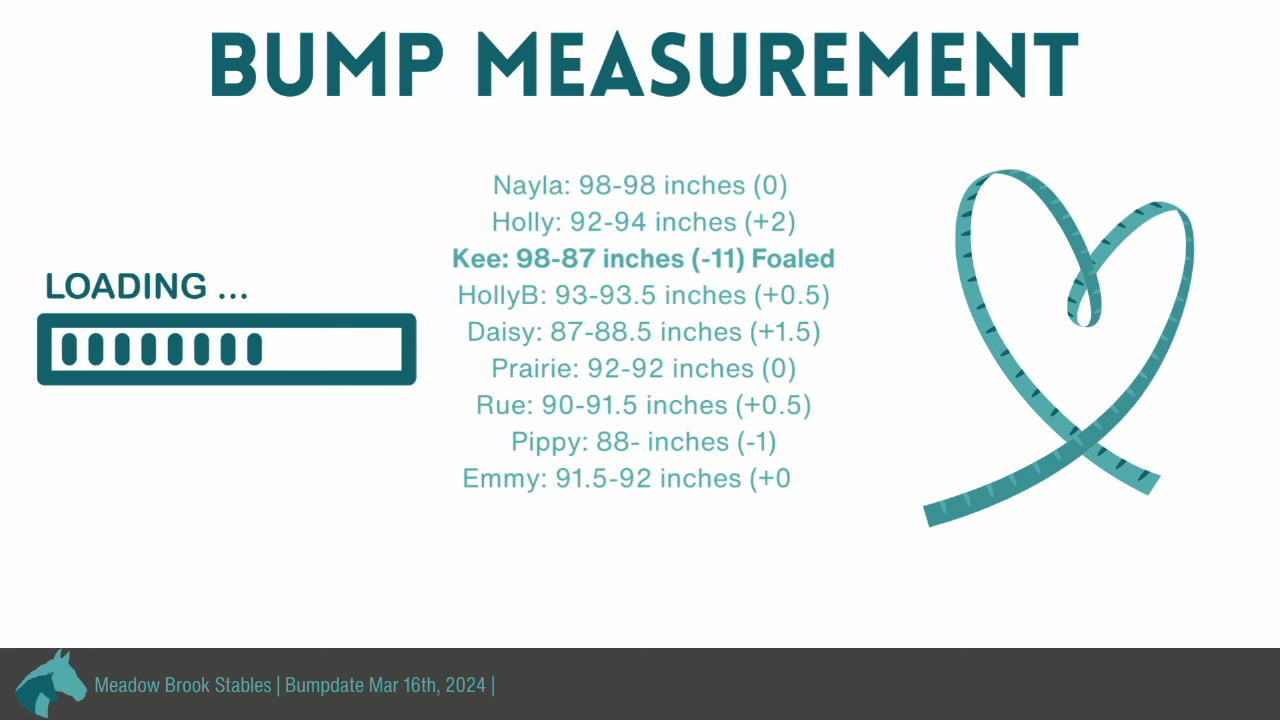 BUMP MEASUREMENT
Nayla: 98-98 inches (0)
Holly: 92-94 inches (+2)
Kee: 98-87 inches (-11) Foaled
HollyB: 93-93.5 inches (+0.5)
Daisy: 87-88.5 inches (+1.5)
Prairie: 92-92 inches (0)
Rue: 90-91.5 inches (+0.5)
Pippy: 88- inches (-1)
Emmy: 91.5-92 inches (+0
LOADING ...
Meadow Brook Stables | Bumpdate Mar 16th, 2024 |